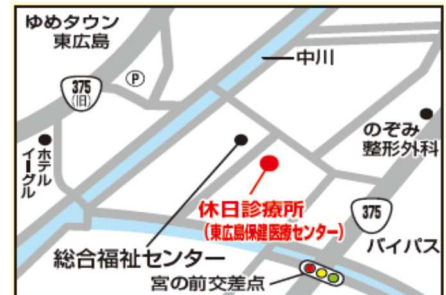 ゆめタウン
東広島
375
(旧)
P
中川
ホテル
イーグル
のぞみ
整形外科
休日診療所
(東広島保健医療センター)
375
バイパス
総合福祉センター
宮の前交差点